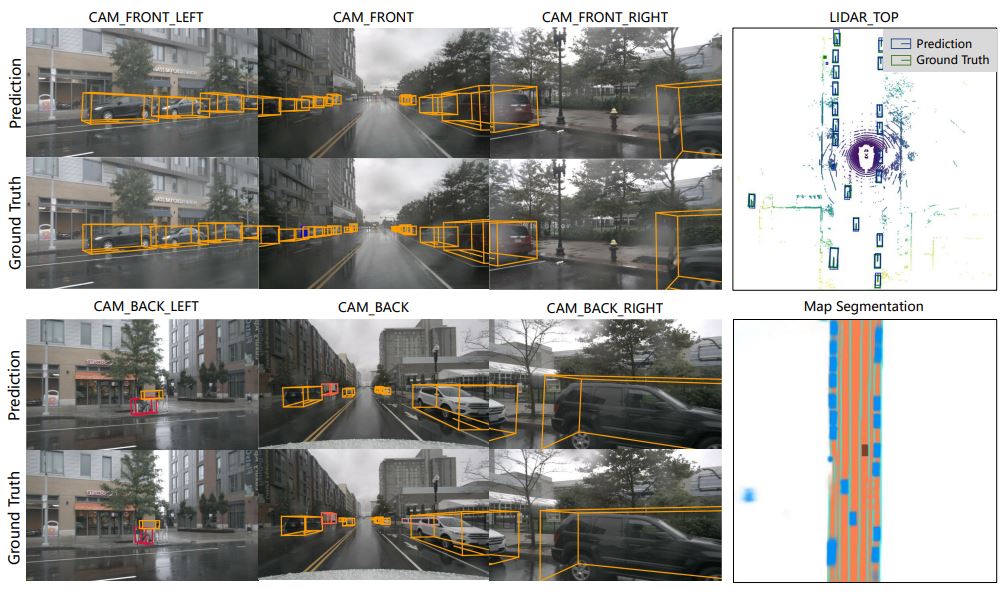 CAM_FRONT_LEFT
CAM_FRONT
CAM_FRONT_RIGHT
LIDAR_TOP
Prediction
Ground Truth
Prediction
Ground Truth
CAM_BACK_LEFT
CAM_BACK
CAM_BACK_RIGHT
Map Segmentation
Prediction
Ground Truth